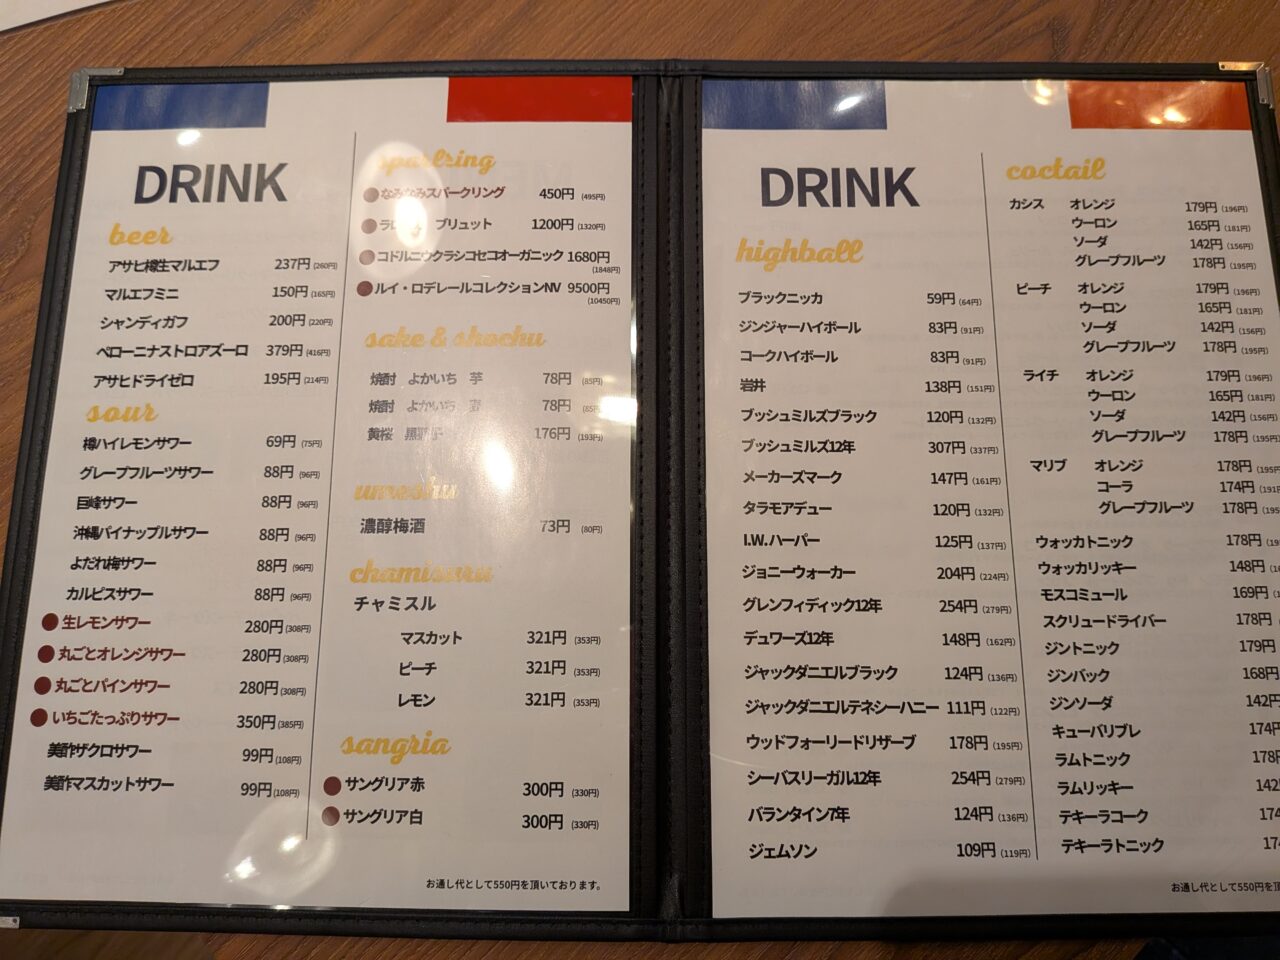 DRINK
beer
アサヒ樽生マルエフ 237円 (260円)
マルエフミニ 150円 (165円)
シャンディガフ 200円 (220円)
ペローニナストロアズーロ 379円 (416円)
アサヒドライゼロ 195円 (214円)
sour
樽ハイレモンサワー 69円 (75円)
グレープフルーツサワー 88円 (96円)
巨峰サワー 88円 (96円)
沖縄パイナップルサワー 88円 (96円)
よだれ梅サワー 88円 (96円)
カルピスサワー 88円 (96円)
生レモンサワー 280円 (308円)
丸ごとオレンジサワー 280円 (308円)
丸ごとパインサワー 280円 (308円)
いちごたっぷりサワー 350円 (385円)
美酢ザクロサワー 99円 (108円)
美酢マスカットサワー 99円 (108円)
sparlzing
なみなみスパークリング 450円 (495円)
ブリュット 1200円 (1320円)
コドルニウクラシコセコオーガニック 1680円
(1848円)
ルイ・ロデレールコレクションNV 9500円
(10450円)
sake & shochu
焼酎 よかいち 芋 78円 (85円)
焼酎 よかいち 78円 (85円
黄桜 176円 (193円)
umeshu
濃醇梅酒 73円 (80円)
chamisuru
チャミスル
マスカット 321円 (353円)
ピーチ 321円 (353円)
レモン 321円 (353円)
sangria
サングリア赤 300円 (330円)
サングリア白 300円 (330円)
お通し代として550円を頂いております。
DRINK
highball
ブラックニッカ 59円 (64円)
ジンジャーハイボール 83円 (91円)
コークハイボール 83円 (91円)
岩井 138円 (151円)
ブッシュミルズブラック 120円 (132円)
ブッシュミルズ12年 307円 (337円)
メーカーズマーク 147円 (161円)
タラモアデュー 120円 (132円)
I.W.ハーパー 125円 (137円)
ジョニーウォーカー 204円 (224円)
グレンフィディック12年 254円 (279円)
デュワーズ12年 148円 (162円)
ジャックダニエルブラック 124円 (136円)
ジャックダニエルテネシーハニー 111円 (122円)
ウッドフォーリードリザーブ 178円 (195円)
シーバスリーガル12年 254円 (279円)
バランタイン7年 124円 (136円)
ジェムソン 109円 (119円)
coctail
カシス オレンジ 179円 (196円)
ウーロン 165円 (181円)
ソーダ 142円 (156円)
グレープフルーツ 178円 (195円)
ピーチ オレンジ 179円 (196円)
ウーロン 165円 (181円)
ソーダ 142円 (156円)
グレープフルーツ 178円 (195円)
ライチ オレンジ 179円 (196円)
ウーロン 165円 (181円)
ソーダ 142円 (156円)
グレープフルーツ 178円 (195円)
マリブ オレンジ 178円 (195円
コーラ 174円 (191円
グレープフルーツ 178円 (195
ウォッカトニック 178円
ウォッカリッキー 148円
モスコミュール 169円
スクリュードライバー 178円
ジントニック 179円
ジンバック 168円
ジンソーダ 142円
キューバリブレ 174円
ラムトニック 178円
ラムリッキー 142
テキーラコーク 174
テキーラトニック 174
お通し代として550円を頂